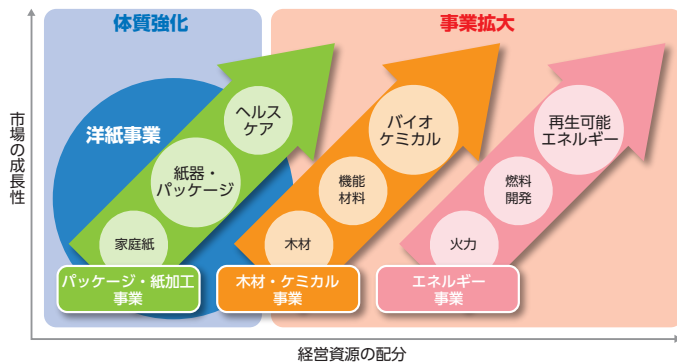 体質強化
事業拡大
市場の成長性
洋紙事業
ヘルス
ケア
紙器・
パッケージ
家庭紙
パッケージ・紙加工
事業
バイオ
ケミカル
機能
材料
木材
木材・ケミカル
事業
再生可能
エネルギー
燃料
開発
火力
エネルギー
事業
経営資源の配分